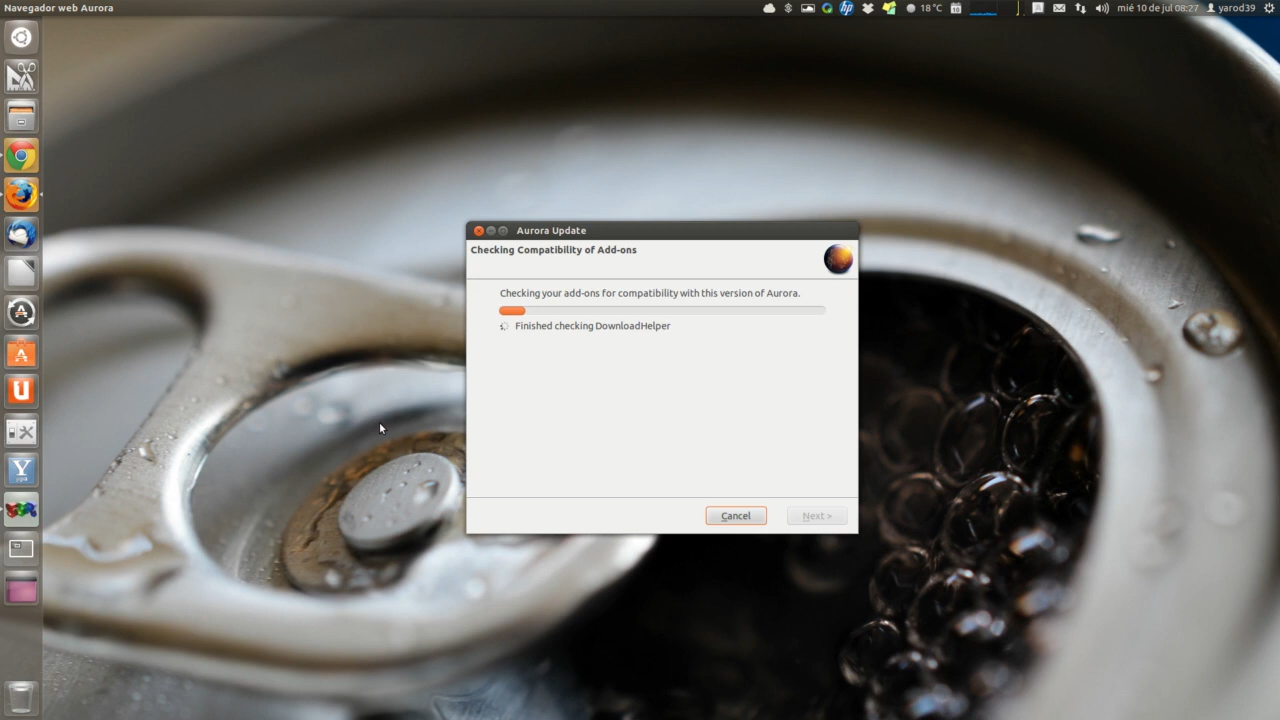 Navegador web Aurora
18 °C
mié 10 de jul 08:27
yarod39
Aurora Update
Checking Compatibility of Add-ons
Checking your add-ons for compatibility with this version of Aurora.
Finished checking DownloadHelper
Cancel
Next >